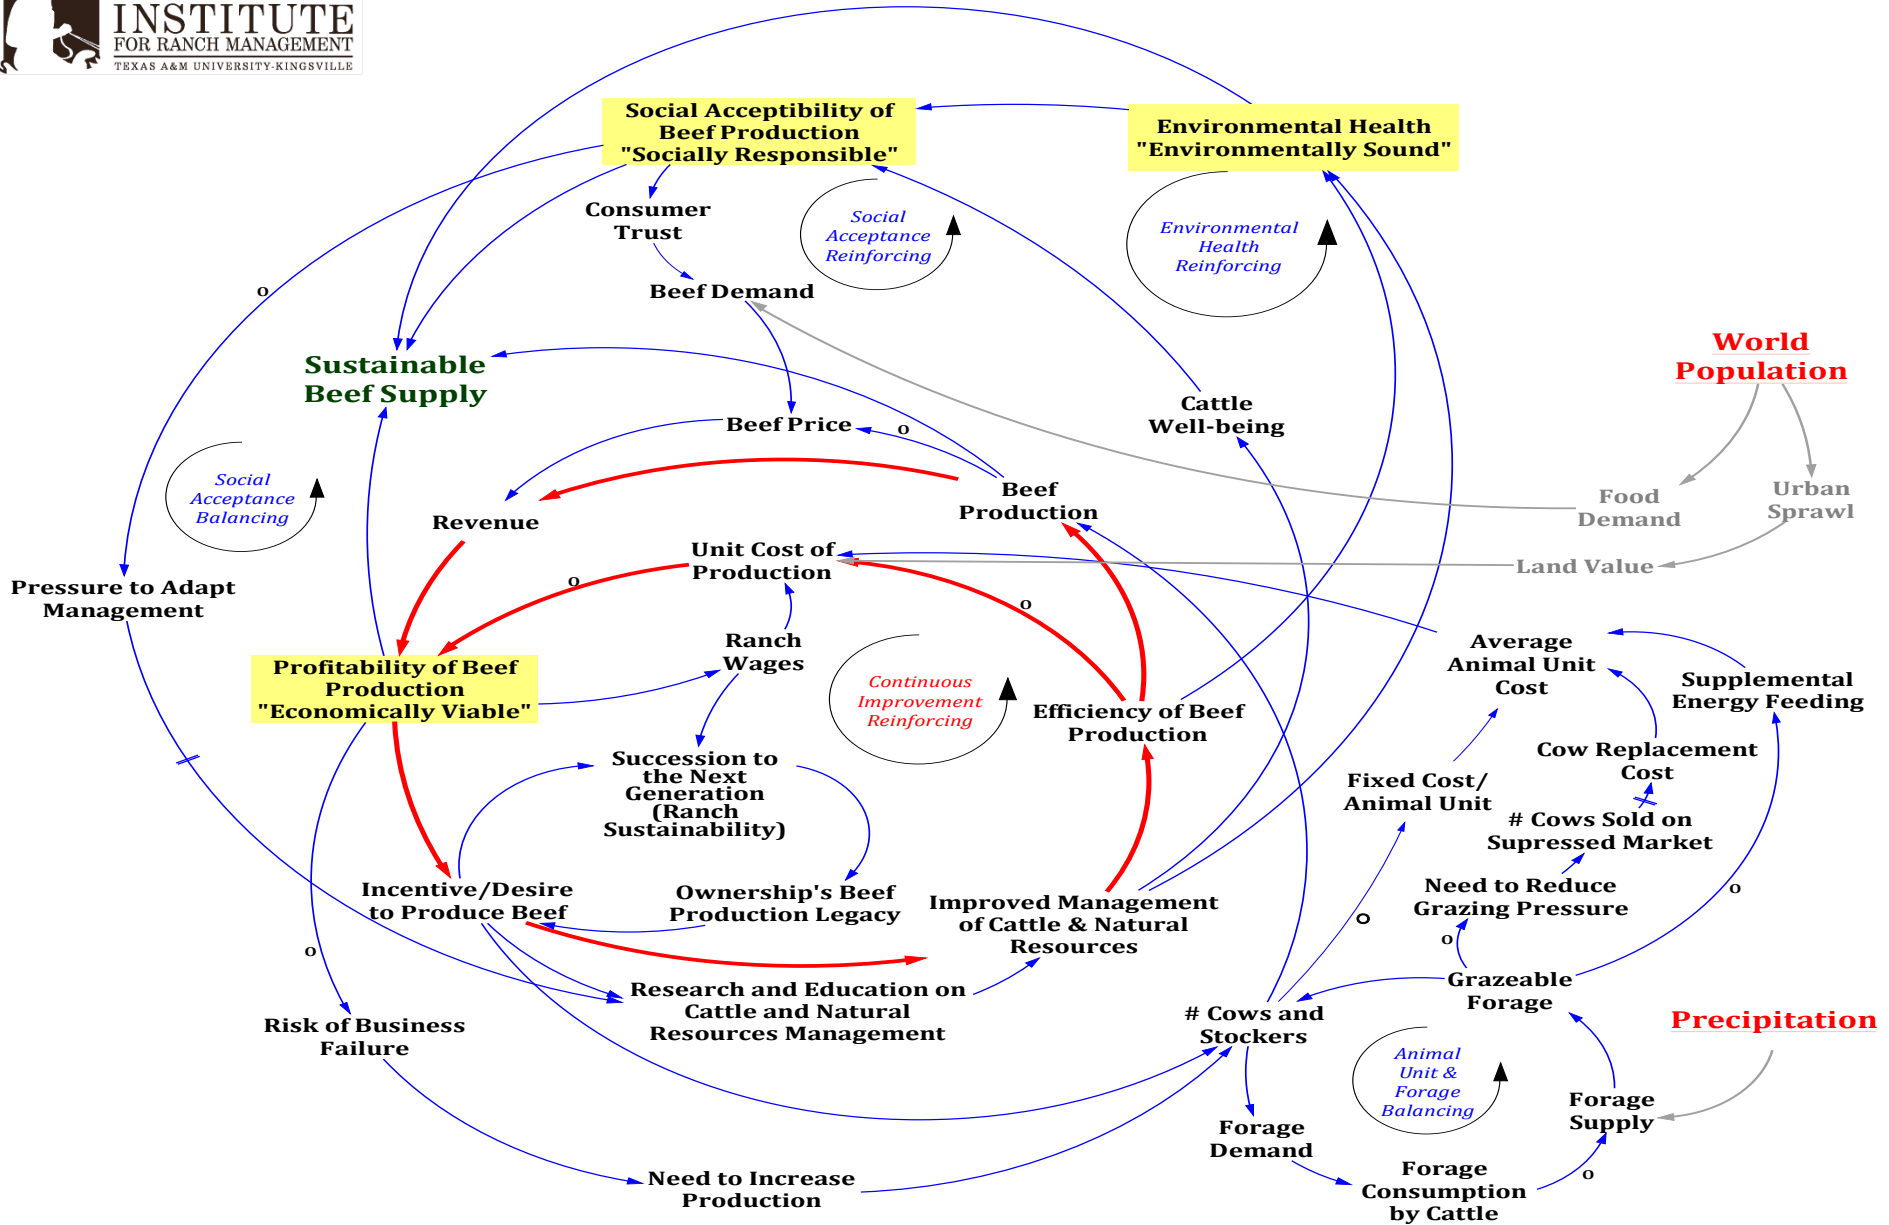 INSTITUTE
FOR RANCH MANAGEMENT
TEXAS A&M UNIVERSITY-KINGSVILLE
Social Acceptibility of
Beef Production
"Socially Responsible"
Environmental Health
"Environmentally Sound"
Consumer
Trust
Social
Acceptance
Reinforcing
Environmental
Health
Reinforcing
Beef Demand
o
Sustainable
Beef Supply
World
Population
Cattle
Well-being
Beef Price
o
Social
Acceptance
Balancing
Beef
Production
Food
Demand
Urban
Sprawl
Revenue
Unit Cost of
Production
Land Value
o
o
Pressure to Adapt
Management
Ranch
Wages
Average
Animal Unit
Cost
Profitability of Beef
Production
"Economically Viable"
Continuous
Improvement
Reinforcing
Supplemental
Energy Feeding
Efficiency of Beef
Production
Cow Replacement
Cost
Succession to
the Next
Generation
(Ranch
Sustainability)
Fixed Cost/
Animal Unit
# Cows Sold on
Supressed Market
Incentive/Desire
to Produce Beef
Ownership's Beef
Production Legacy
Improved Management
of Cattle & Natural
Resources
Need to Reduce
Grazing Pressure
o
o
o
o
Research and Education on
Cattle and Natural
Resources Management
Grazeable
Forage
Risk of Business
Failure
# Cows and
Stockers
Precipitation
Animal
Unit &
Forage
Balancing
Forage
Supply
Forage
Demand
Need to Increase
Production
Forage
Consumption
by Cattle
o